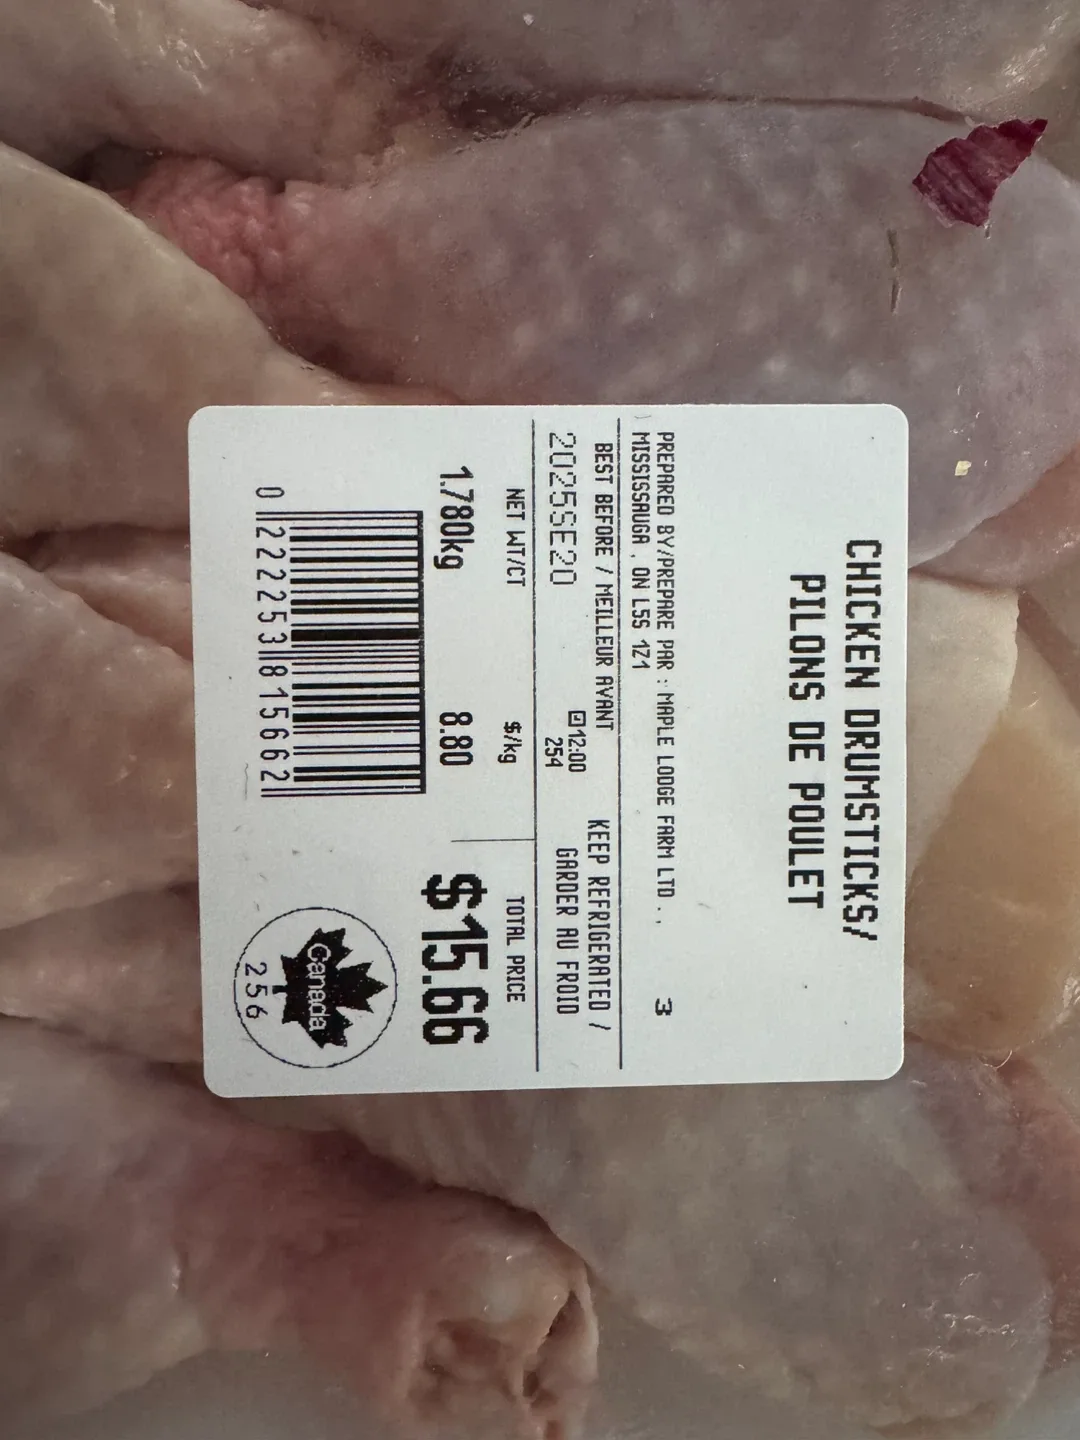 CHICKEN DRUMSTICKS/
PILONS DE POULET
PREPARED BY/PREPARE PAR : MAPLE LODGE FARM LTD ., 3
MISSISSAUGA , ON L5S 1Z1
BEST BEFORE / MEILLEUR AVANT
2025SE20
12:00
254
KEEP REFRIGERATED /
GARDER AU FROID
NET WT/CT $/kg TOTAL PRICE
1.780kg 8.80 $15.66
0 222253 815662
Canada
256